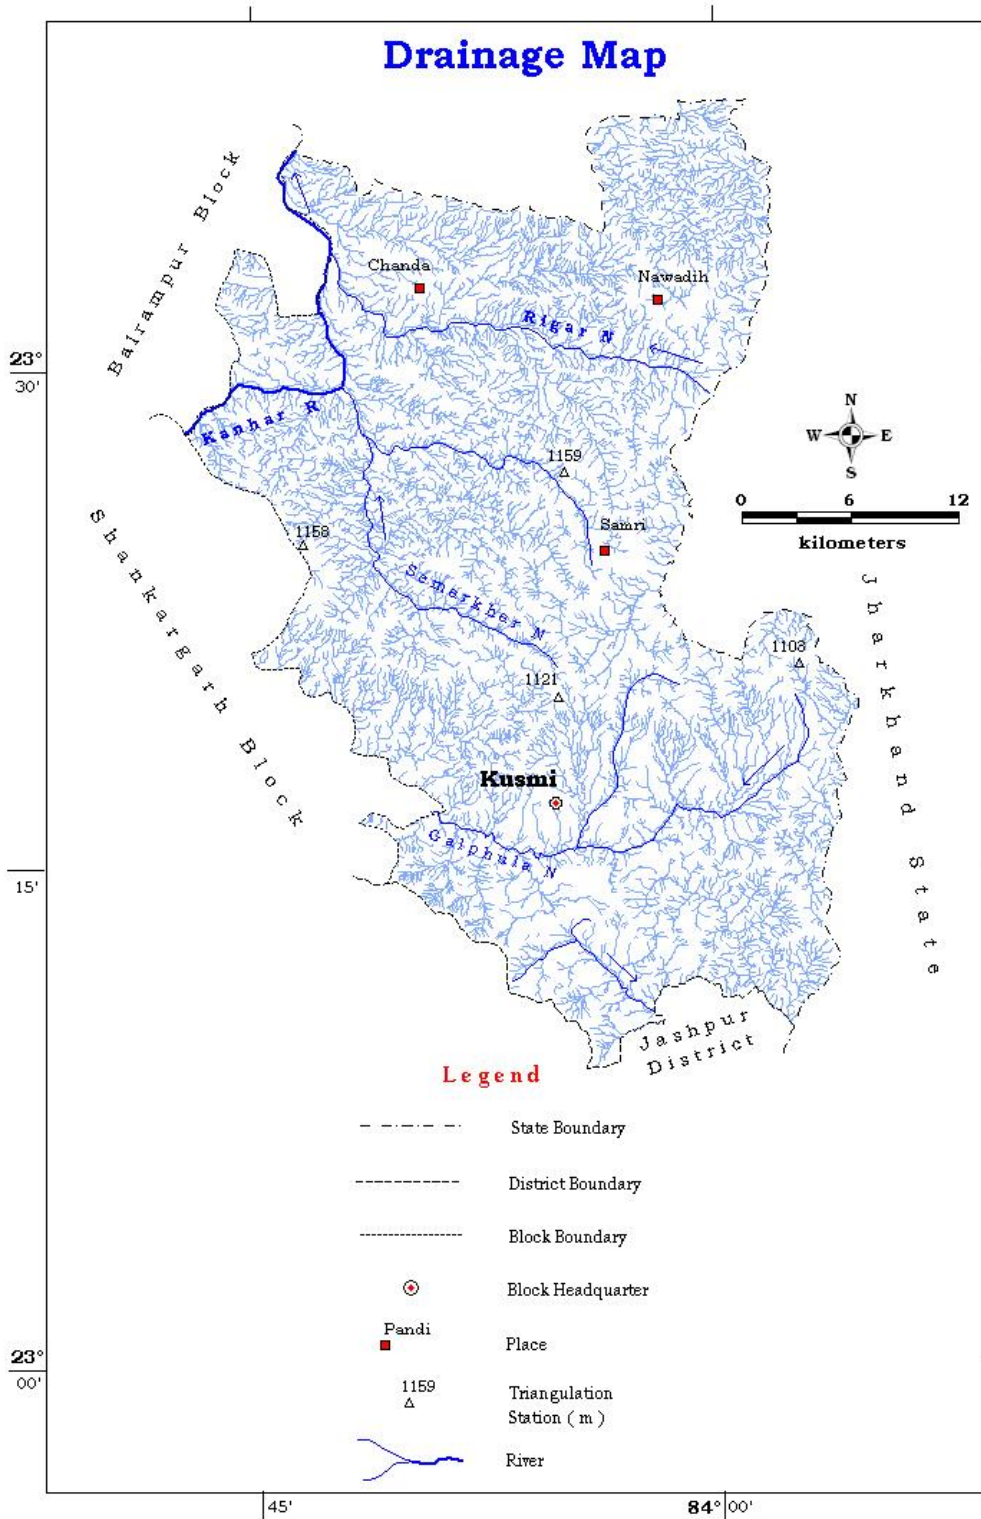 Drainage Map
Balrampur Block
Chanda
Nawadih
Rigar N
23°
30'
Kanhar R
N
W E
S
1159
0 6 12
kilometers
Samri
1158
Shankargarh Block
Semarkhar N
Jharkhand State
1103
1121
Kusmi
Galphula N
15'
Jashpur
District
Legend
State Boundary
District Boundary
Block Boundary
Block Headquarter
Pandi
Place
23°
00'
1159
Triangulation
Station ( m )
River
45' 84° 00'